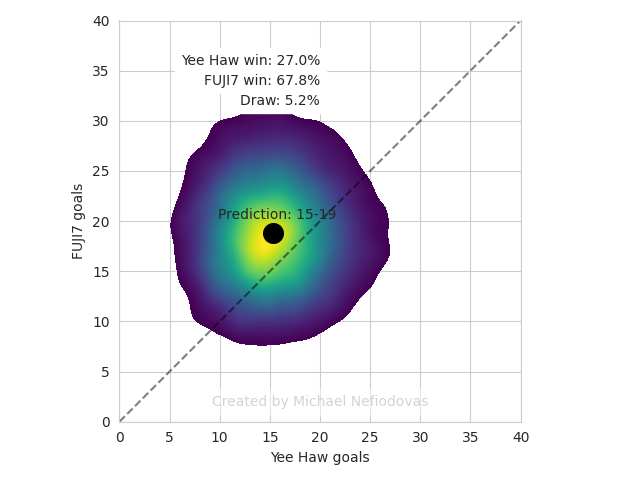 40
35
30
25
20
15
10
5
0
FUJI7 goals
Yee Haw win: 27.0%
FUJI7 win: 67.8%
Draw: 5.2%
Prediction: 15-19
Created by Michael Nefiodovas
0 5 10 15 20 25 30 35 40
Yee Haw goals